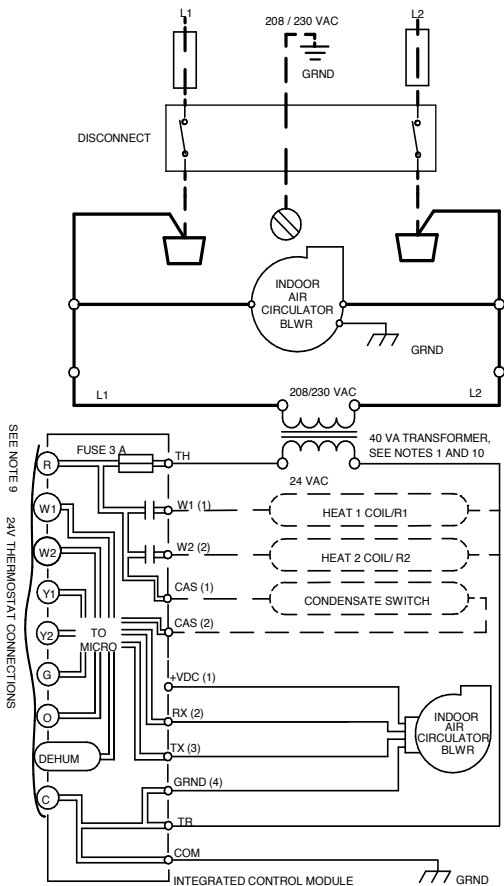 L1
208 / 230 VAC
L2
GRND
DISCONNECT
INDOOR
AIR
CIRCULATOR
BLWR
GRND
L1
208/230 VAC
L2
40 VA TRANSFORMER,
SEE NOTES 1 AND 10
24 VAC
SEE NOTE 9
24V THERMOSTAT CONNECTIONS
FUSE 3 A
R
TH
W1
W1 (1)
HEAT 1 COIL/R1
W2
W2 (2)
HEAT 2 COIL/ R2
Y1
CAS (1)
CONDENSATE SWITCH
Y2
TO
MICRO
CAS (2)
G
+VDC (1)
O
RX (2)
INDOOR
AIR
CIRCULATOR
BLWR
DEHUM
TX (3)
GRND (4)
C
TR
COM
INTEGRATED CONTROL MODULE
GRND